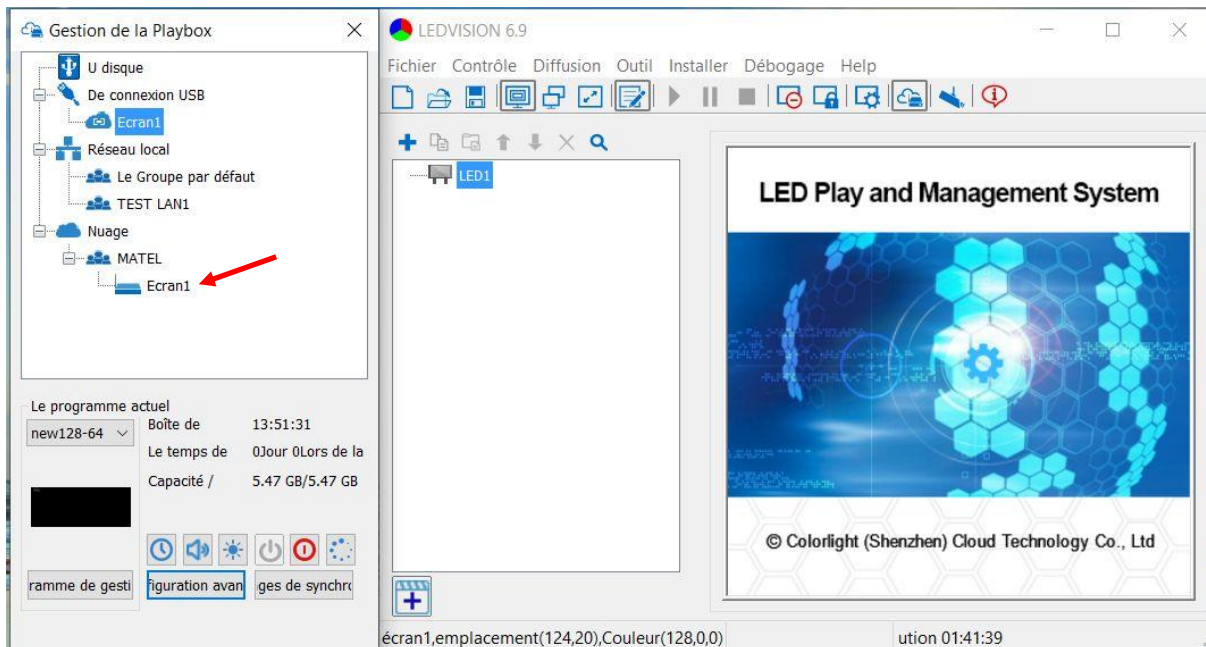 Gestion de la Playbox
U disque
De connexion USB
Ecran1
Réseau local
Le Groupe par défaut
TEST LAN1
Nuage
MATEL
Ecran1
Le programme actuel
new128-64
Boîte de 13:51:31
Le temps de 0Jour 0Lors de la
Capacité / 5.47 GB/5.47 GB
ramme de gesti figuration avan ges de synchro
LEDVISION 6.9
Fichier Contrôle Diffusion Outil Installer Débogage Help
LED1
LED Play and Management System
© Colorlight (Shenzhen) Cloud Technology Co., Ltd
écran1,emplacement(124,20),Couleur(128,0,0) ution 01:41:39